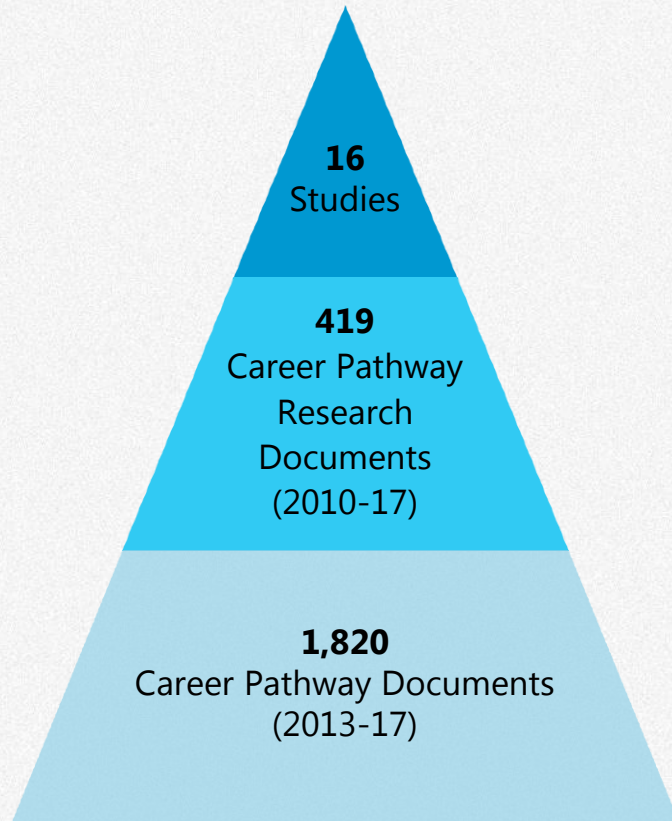 16
Studies
419
Career Pathway
Research
Documents
(2010-17)
1,820
Career Pathway Documents
(2013-17)